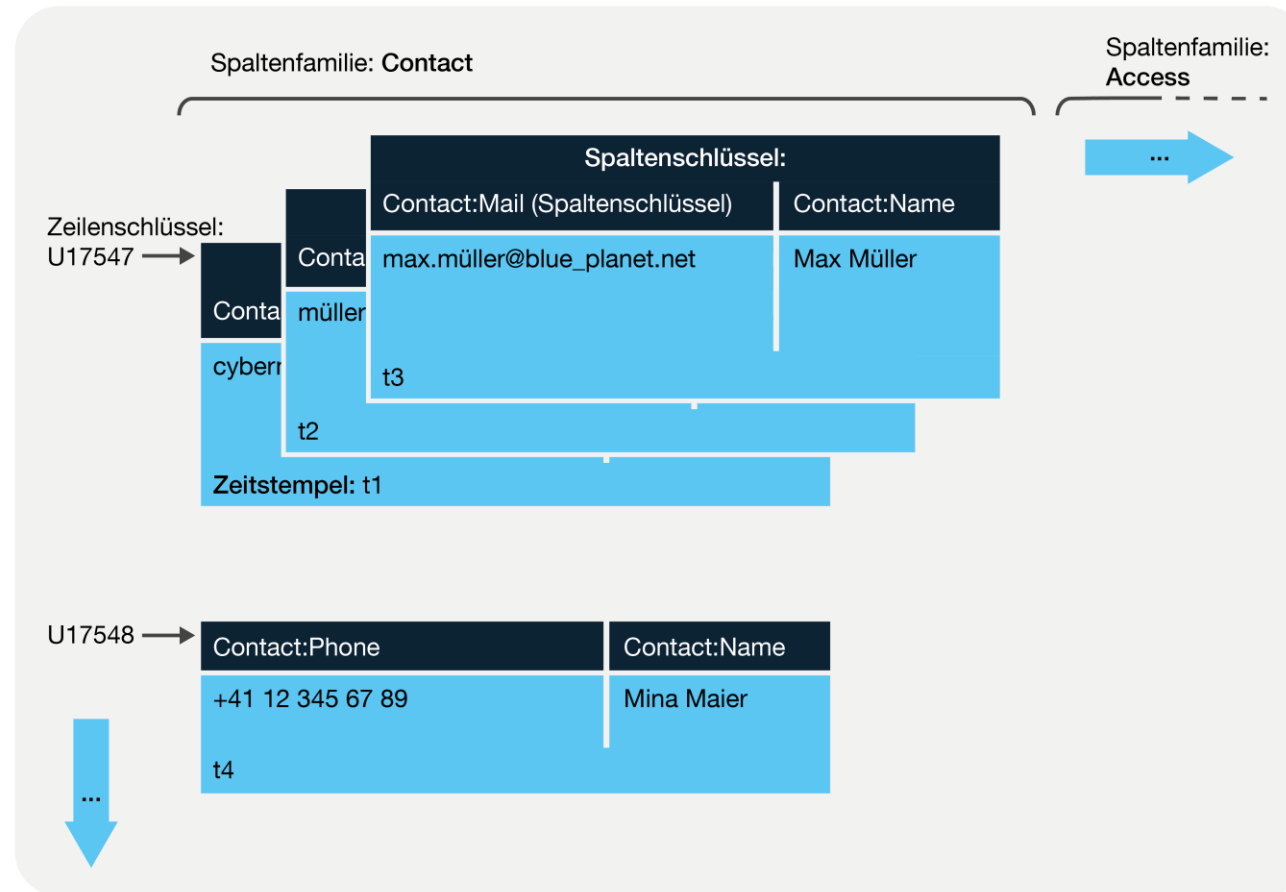 Spaltenfamilie: Contact
Spaltenfamilie:
Access
...
Spaltenschlüssel:
Contact:Mail (Spaltenschlüssel)
Contact:Name
Zeilenschlüssel:
U17547
Conta
max.müller@blue_planet.net
Max Müller
Conta
müller
cybern
t3
t2
Zeitstempel: t1
U17548
Contact:Phone
Contact:Name
+41 12 345 67 89
Mina Maier
t4
...